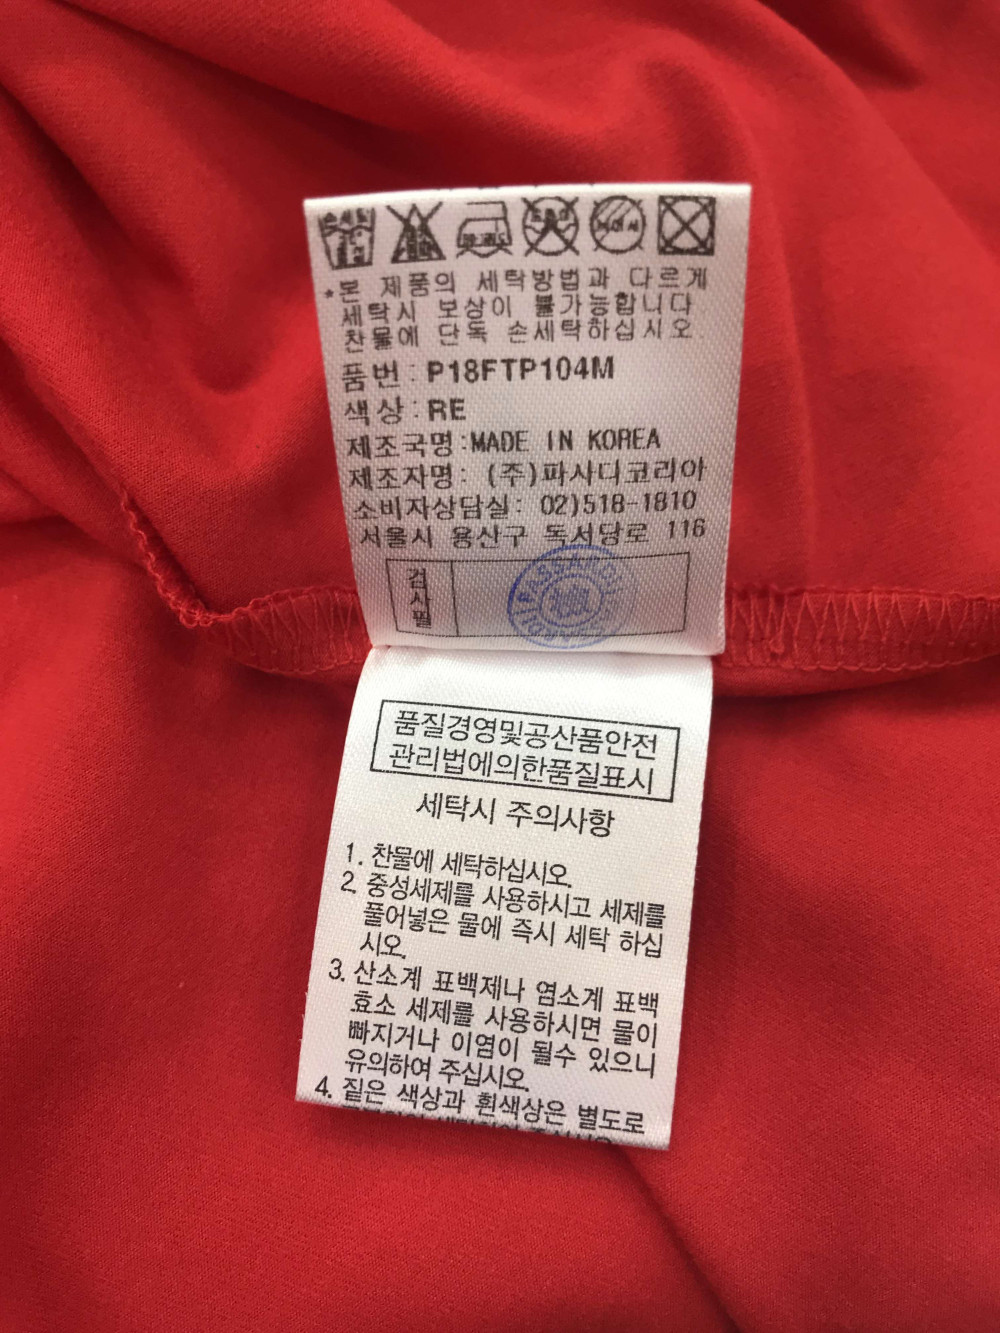 *본 제품의 세탁방법과 다르게
세탁시 보상이 불가능합니다
찬물에 단독 손세탁하십시오
품번 : P18FTP104M
색상 : RE
제조국명 : MADE IN KOREA
제조자명 : (주)파사디코리아
소비자상담실 : 02)518-1810
서울시 용산구 독서당로 116
검사필
품질경영및공산품안전
관리법에의한품질표시
세탁시 주의사항
1. 찬물에 세탁하십시오.
2. 중성세제를 사용하시고 세제를
풀어넣은 물에 즉시 세탁 하십
시오.
3. 산소계 표백제나 염소계 표백
효소 세제를 사용하시면 물이
빠지거나 이염이 될수 있으니
유의하여 주십시오.
4. 짙은 색상과 흰색상은 별도로